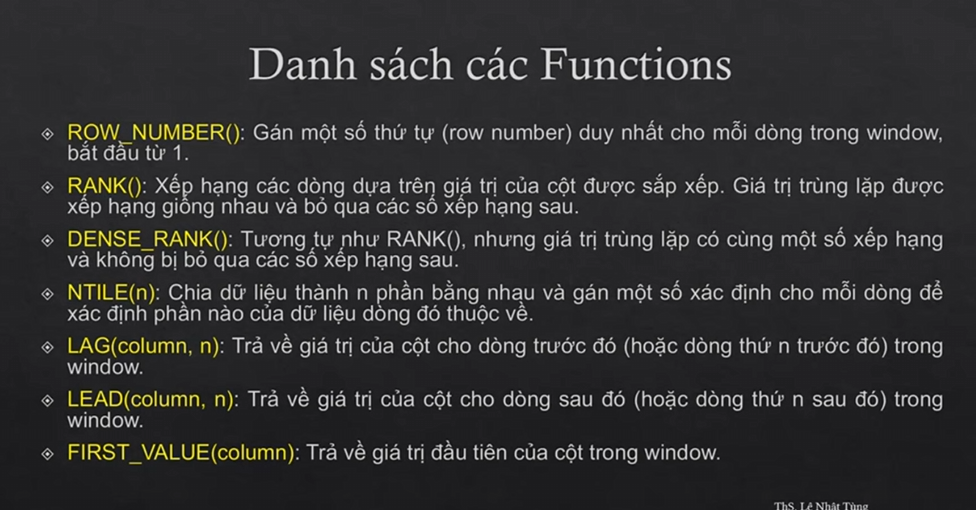 Danh sách các Functions
ROW_NUMBER(): Gán một số thứ tự (row number) duy nhất cho mỗi dòng trong window,
bắt đầu từ 1.
RANK(): Xếp hạng các dòng dựa trên giá trị của cột được sắp xếp. Giá trị trùng lặp được
xếp hạng giống nhau và bỏ qua các số xếp hạng sau.
DENSE_RANK(): Tương tự như RANK(), nhưng giá trị trùng lặp có cùng một số xếp hạng
và không bị bỏ qua các số xếp hạng sau.
NTILE(n): Chia dữ liệu thành n phần bằng nhau và gán một số xác định cho mỗi dòng để
xác định phần nào của dữ liệu dòng đó thuộc về.
LAG(column, n): Trả về giá trị của cột cho dòng trước đó (hoặc dòng thứ n trước đó) trong
window.
LEAD(column, n): Trả về giá trị của cột cho dòng sau đó (hoặc dòng thứ n sau đó) trong
window.
FIRST_VALUE(column): Trả về giá trị đầu tiên của cột trong window.
ThS. Lê Nhật Tùng